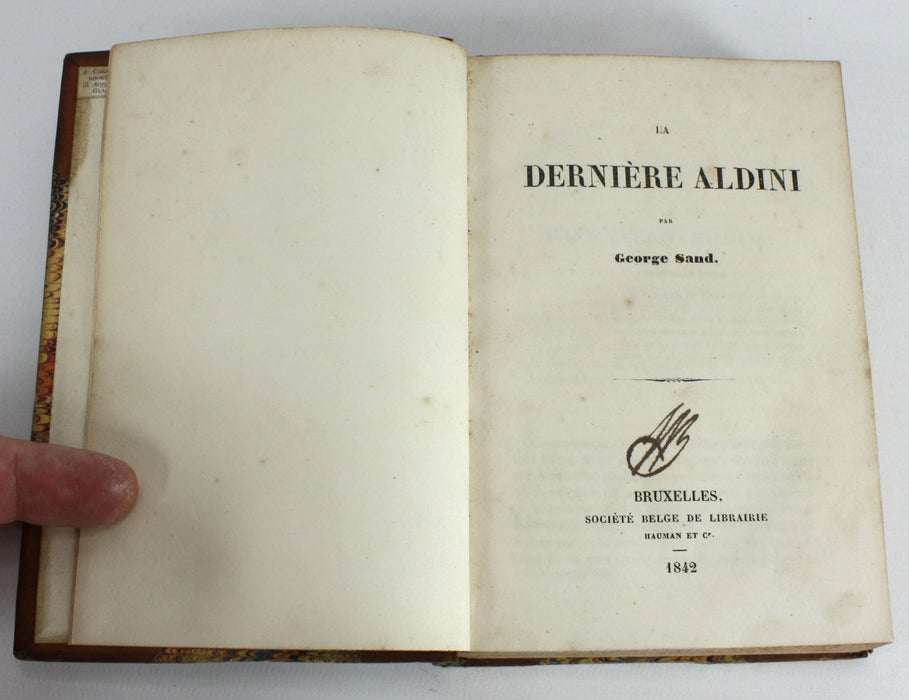 LA
DERNIÈRE ALDINI
PAR
George Sand.
BRUXELLES,
SOCIÉTÉ BELGE DE LIBRAIRIE
HAUMAN ET Cᵉ.
1842